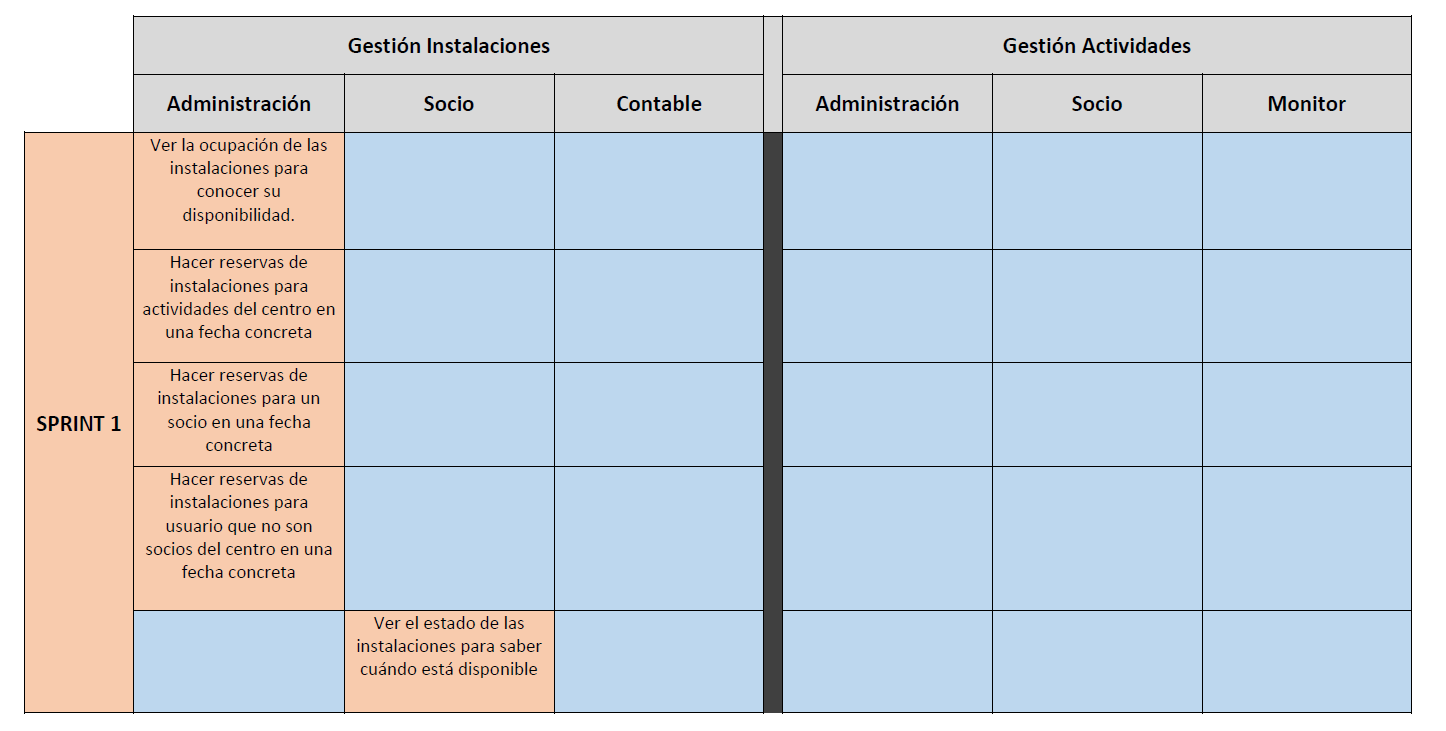 Gestión Instalaciones
Gestión Actividades
Administración
Socio
Contable
Administración
Socio
Monitor
SPRINT 1
Ver la ocupación de las
instalaciones para
conocer su
disponibilidad.
Hacer reservas de
instalaciones para
actividades del centro en
una fecha concreta
Hacer reservas de
instalaciones para un
socio en una fecha
concreta
Hacer reservas de
instalaciones para
usuario que no son
socios del centro en una
fecha concreta
Ver el estado de las
instalaciones para saber
cuándo está disponible